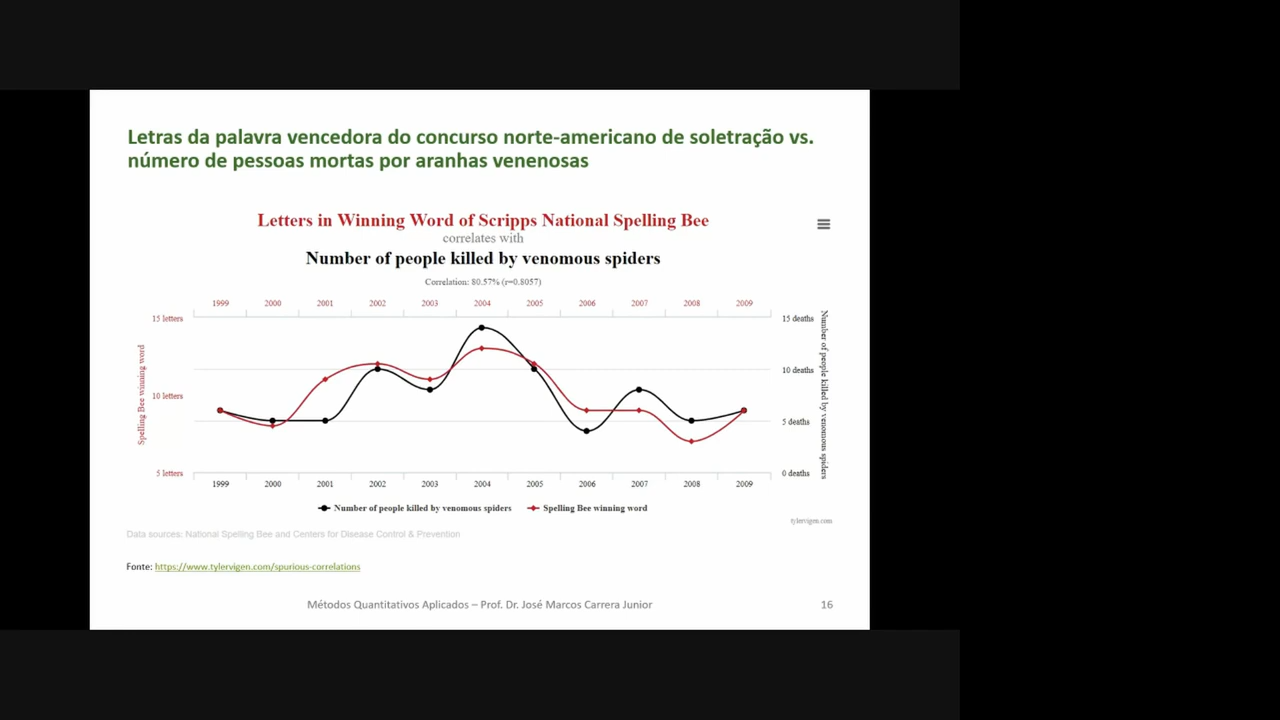 Letras da palavra vencedora do concurso norte-americano de soletração vs.
número de pessoas mortas por aranhas venenosas
Letters in Winning Word of Scripps National Spelling Bee
correlates with
Number of people killed by venomous spiders
Correlation: 80.57% (r=0.8057)
1999 2000 2001 2002 2003 2004 2005 2006 2007 2008 2009
15 letters
10 letters
5 letters
Spelling Bee winning word
15 deaths
10 deaths
5 deaths
0 deaths
Number of people killed by venomous spiders
1999 2000 2001 2002 2003 2004 2005 2006 2007 2008 2009
Number of people killed by venomous spiders Spelling Bee winning word
tylervigen.com
Data sources: National Spelling Bee and Centers for Disease Control & Prevention
Fonte: https://www.tylervigen.com/spurious-correlations
Métodos Quantitativos Aplicados – Prof. Dr. José Marcos Carrera Junior 16